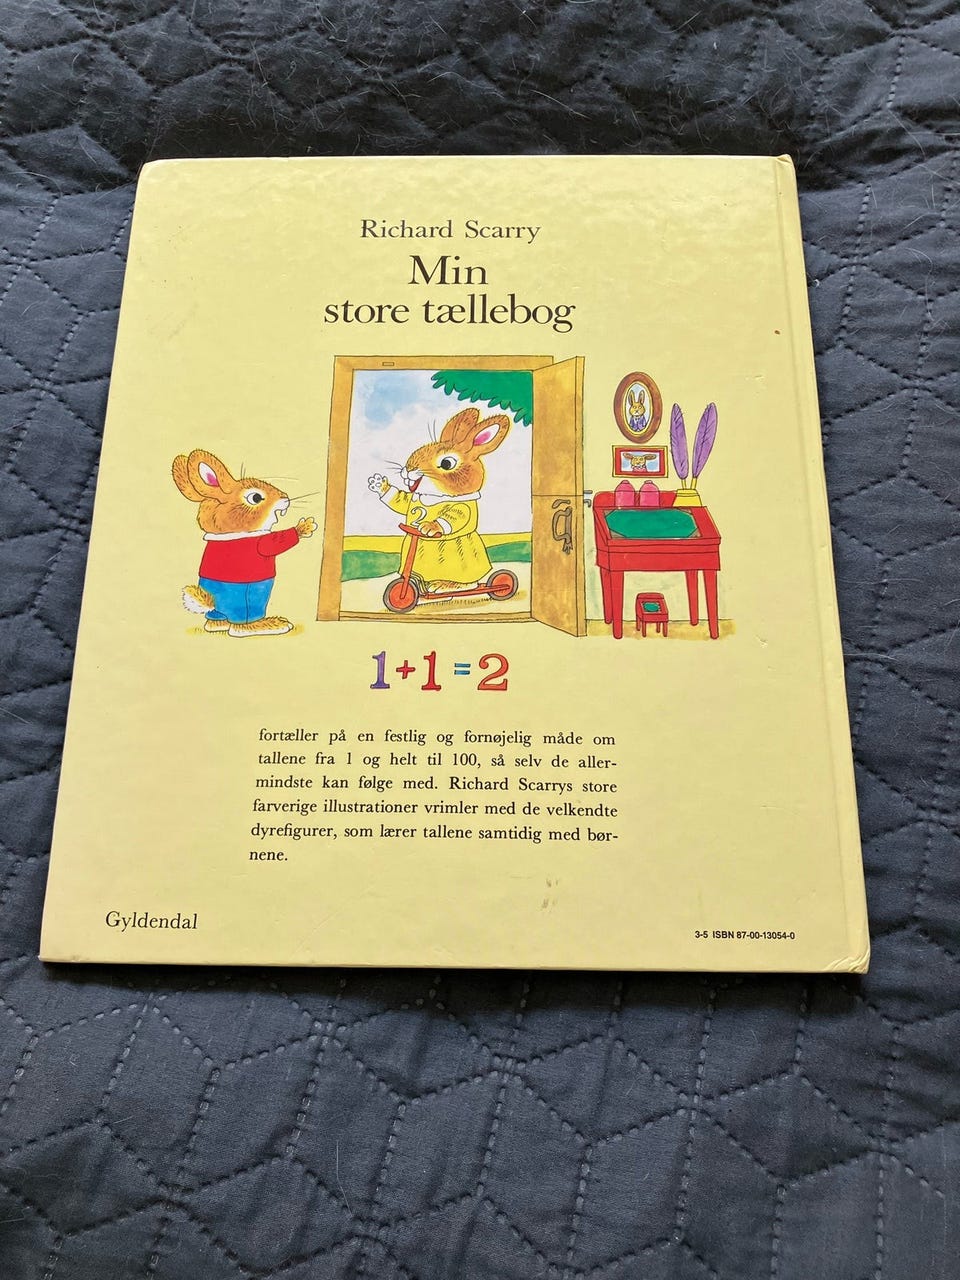 Richard Scarry
Min
store tællebog
2
1+1=2
fortæller på en festlig og fornøjelig måde om
tallene fra 1 og helt til 100, så selv de aller-
mindste kan følge med. Richard Scarrys store
farverige illustrationer vrimler med de velkendte
dyrefigurer, som lærer tallene samtidig med bør-
nene.
Gyldendal
3-5 ISBN 87-00-13054-0